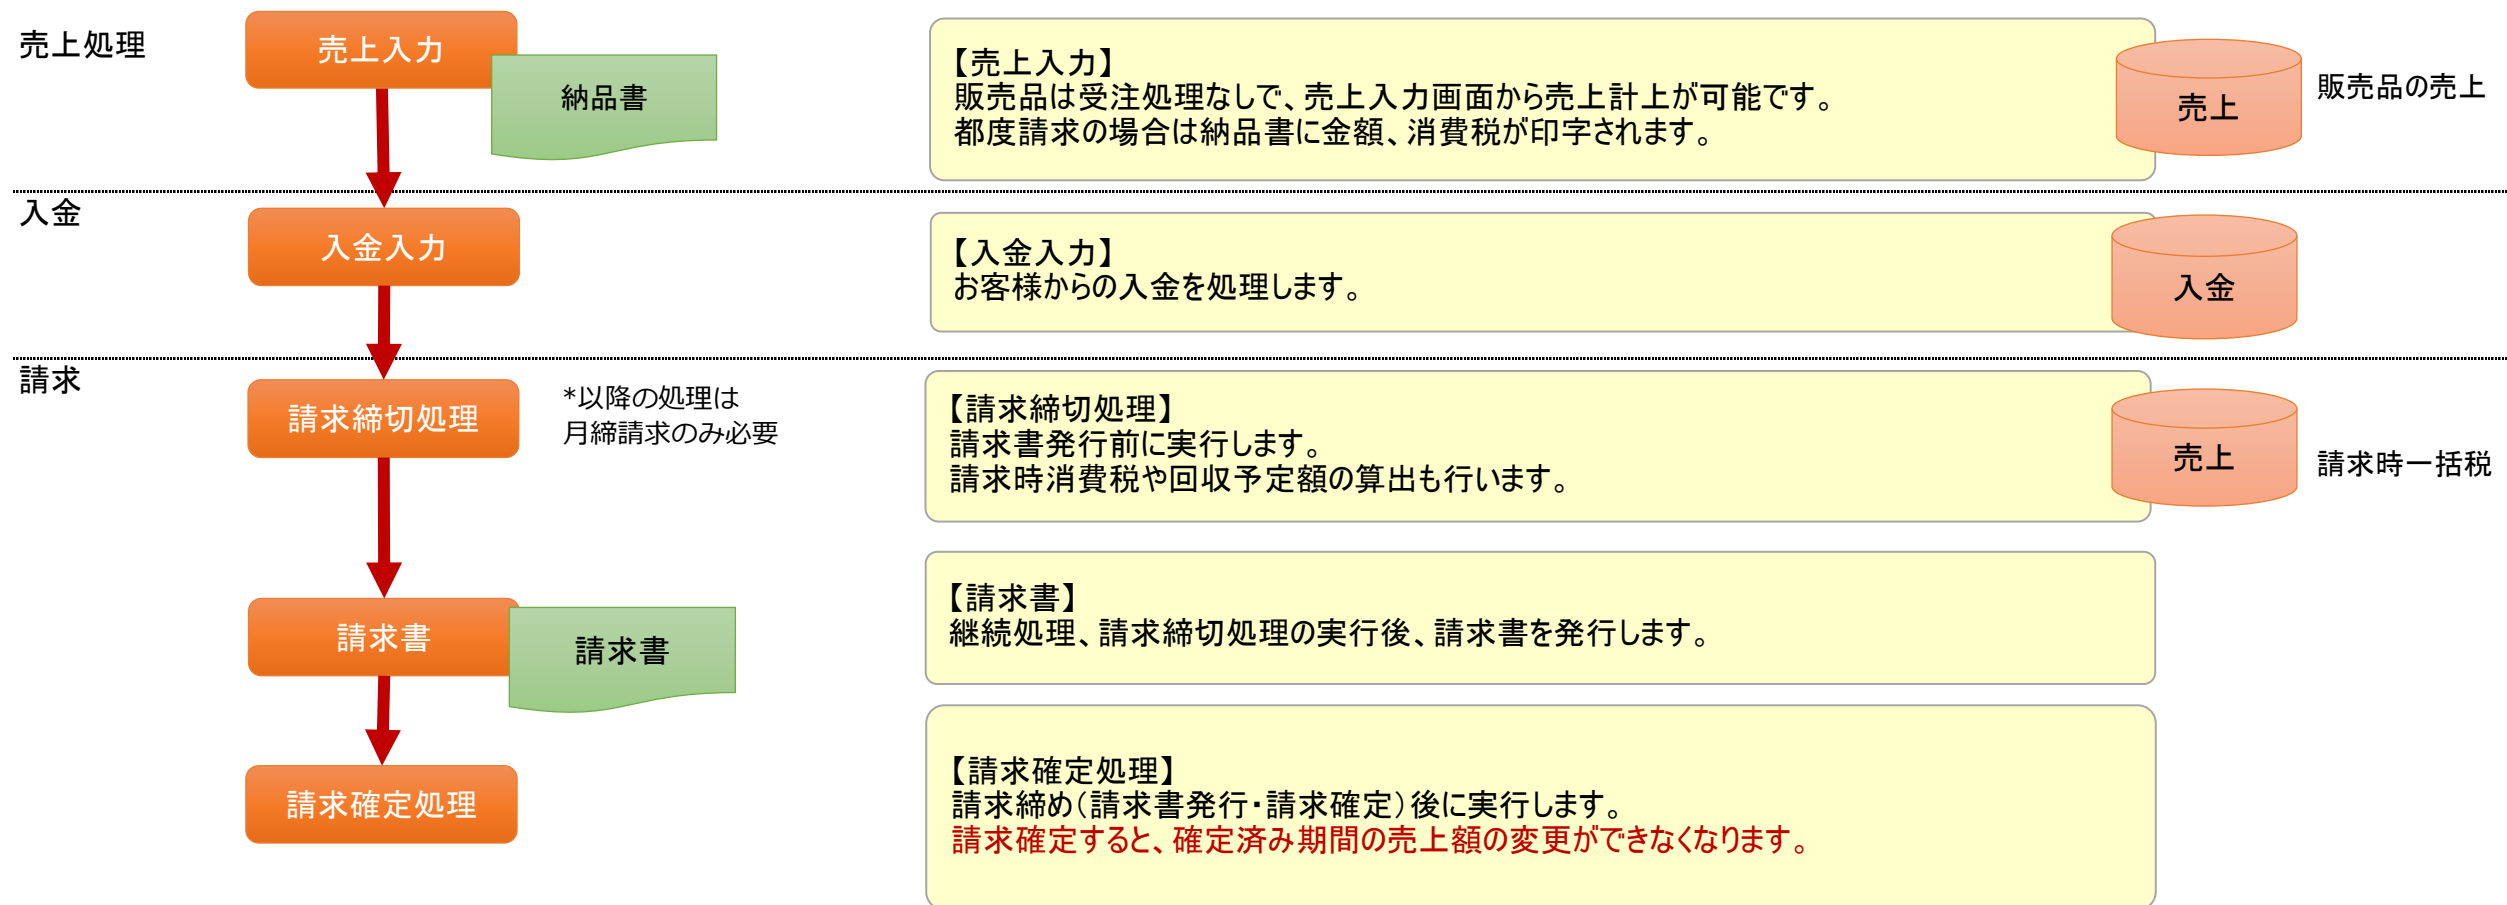 売上処理
売上入力
納品書
【売上入力】
販売品は受注処理なしで、売上入力画面から売上計上が可能です。
都度請求の場合は納品書に金額、消費税が印字されます。
売上
販売品の売上
入金
入金入力
【入金入力】
お客様からの入金を処理します。
入金
請求
請求締切処理
*以降の処理は
月締請求のみ必要
【請求締切処理】
請求書発行前に実行します。
請求時消費税や回収予定額の算出も行います。
売上
請求時一括税
請求書
請求書
【請求書】
継続処理、請求締切処理の実行後、請求書を発行します。
請求確定処理
【請求確定処理】
請求締め(請求書発行・請求確定)後に実行します。
請求確定すると、確定済み期間の売上額の変更ができなくなります。